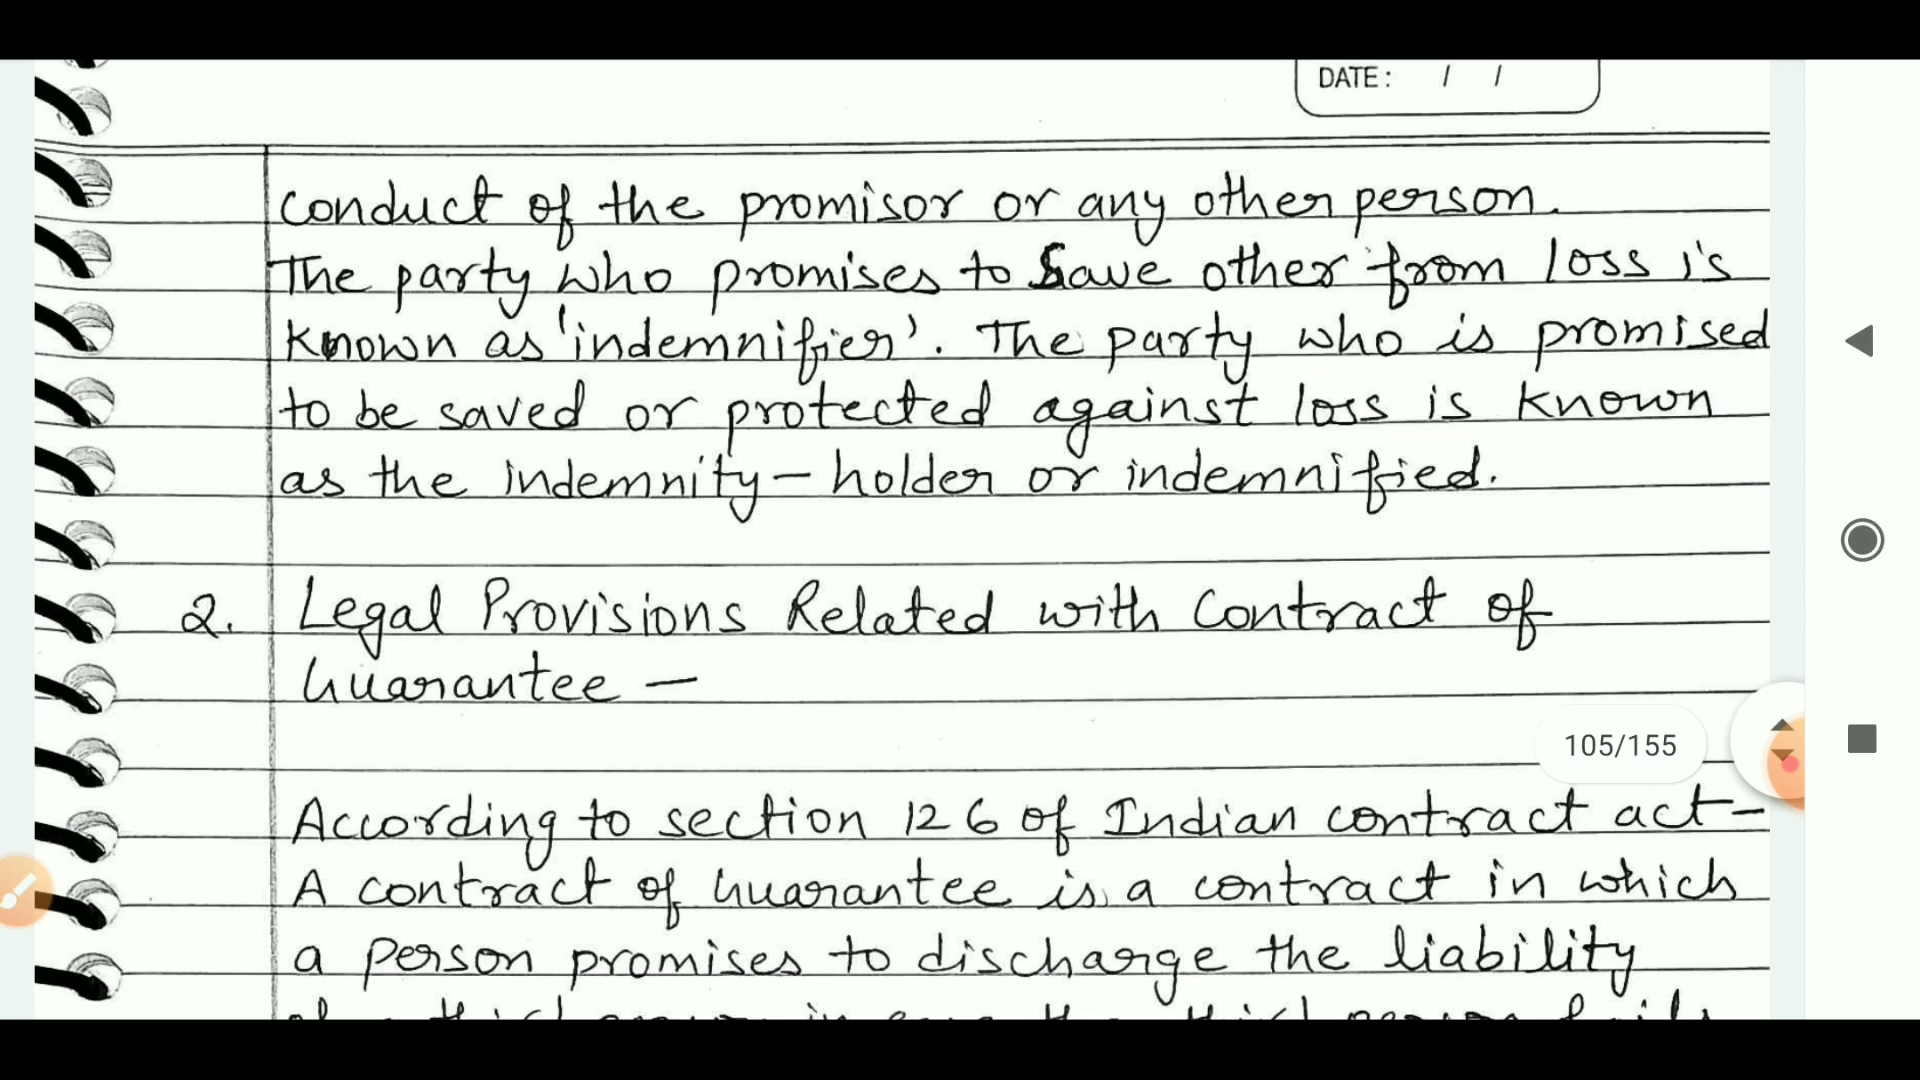 DATE: / /
conduct of the promisor or any other person.
The party who promises to save other from loss is
known as 'indemnifier'. The party who is promised
to be saved or protected against loss is known
as the indemnity - holder or indemnified.
2. Legal Provisions Related with Contract of
Guarantee -
105/155
According to section 126 of Indian contract act -
A contract of Guarantee is a contract in which
a person promises to discharge the liability